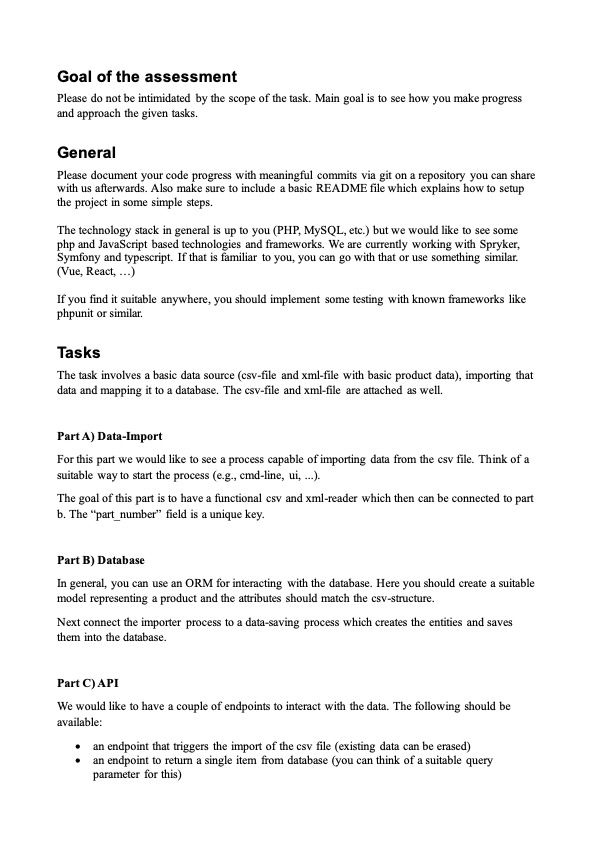 Goal of the assessment
Please do not be intimidated by the scope of the task. Main goal is to see how you make progress
and approach the given tasks.
General
Please document your code progress with meaningful commits via git on a repository you can share
with us afterwards. Also make sure to include a basic README file which explains how to setup
the project in some simple steps.
The technology stack in general is up to you (PHP, MySQL, etc.) but we would like to see some
php and JavaScript based technologies and frameworks. We are currently working with Spryker,
Symfony and typescript. If that is familiar to you, you can go with that or use something similar.
(Vue, React, …)
If you find it suitable anywhere, you should implement some testing with known frameworks like
phpunit or similar.
Tasks
The task involves a basic data source (csv-file and xml-file with basic product data), importing that
data and mapping it to a database. The csv-file and xml-file are attached as well.
Part A) Data-Import
For this part we would like to see a process capable of importing data from the csv file. Think of a
suitable way to start the process (e.g., cmd-line, ui, ...).
The goal of this part is to have a functional csv and xml-reader which then can be connected to part
b. The “part_number” field is a unique key.
Part B) Database
In general, you can use an ORM for interacting with the database. Here you should create a suitable
model representing a product and the attributes should match the csv-structure.
Next connect the importer process to a data-saving process which creates the entities and saves
them into the database.
Part C) API
We would like to have a couple of endpoints to interact with the data. The following should be
available:
• an endpoint that triggers the import of the csv file (existing data can be erased)
• an endpoint to return a single item from database (you can think of a suitable query
parameter for this)